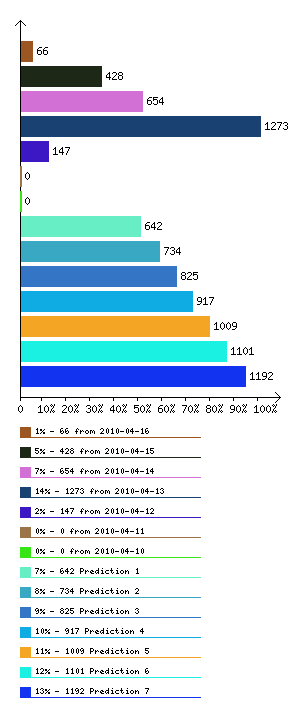 66
428
654
1273
147
0
0
642
734
825
917
1009
1101
1192
0 10% 20% 30% 40% 50% 60% 70% 80% 90% 100%
1% - 66 from 2010-04-16
5% - 428 from 2010-04-15
7% - 654 from 2010-04-14
14% - 1273 from 2010-04-13
2% - 147 from 2010-04-12
0% - 0 from 2010-04-11
0% - 0 from 2010-04-10
7% - 642 Prediction 1
8% - 734 Prediction 2
9% - 825 Prediction 3
10% - 917 Prediction 4
11% - 1009 Prediction 5
12% - 1101 Prediction 6
13% - 1192 Prediction 7